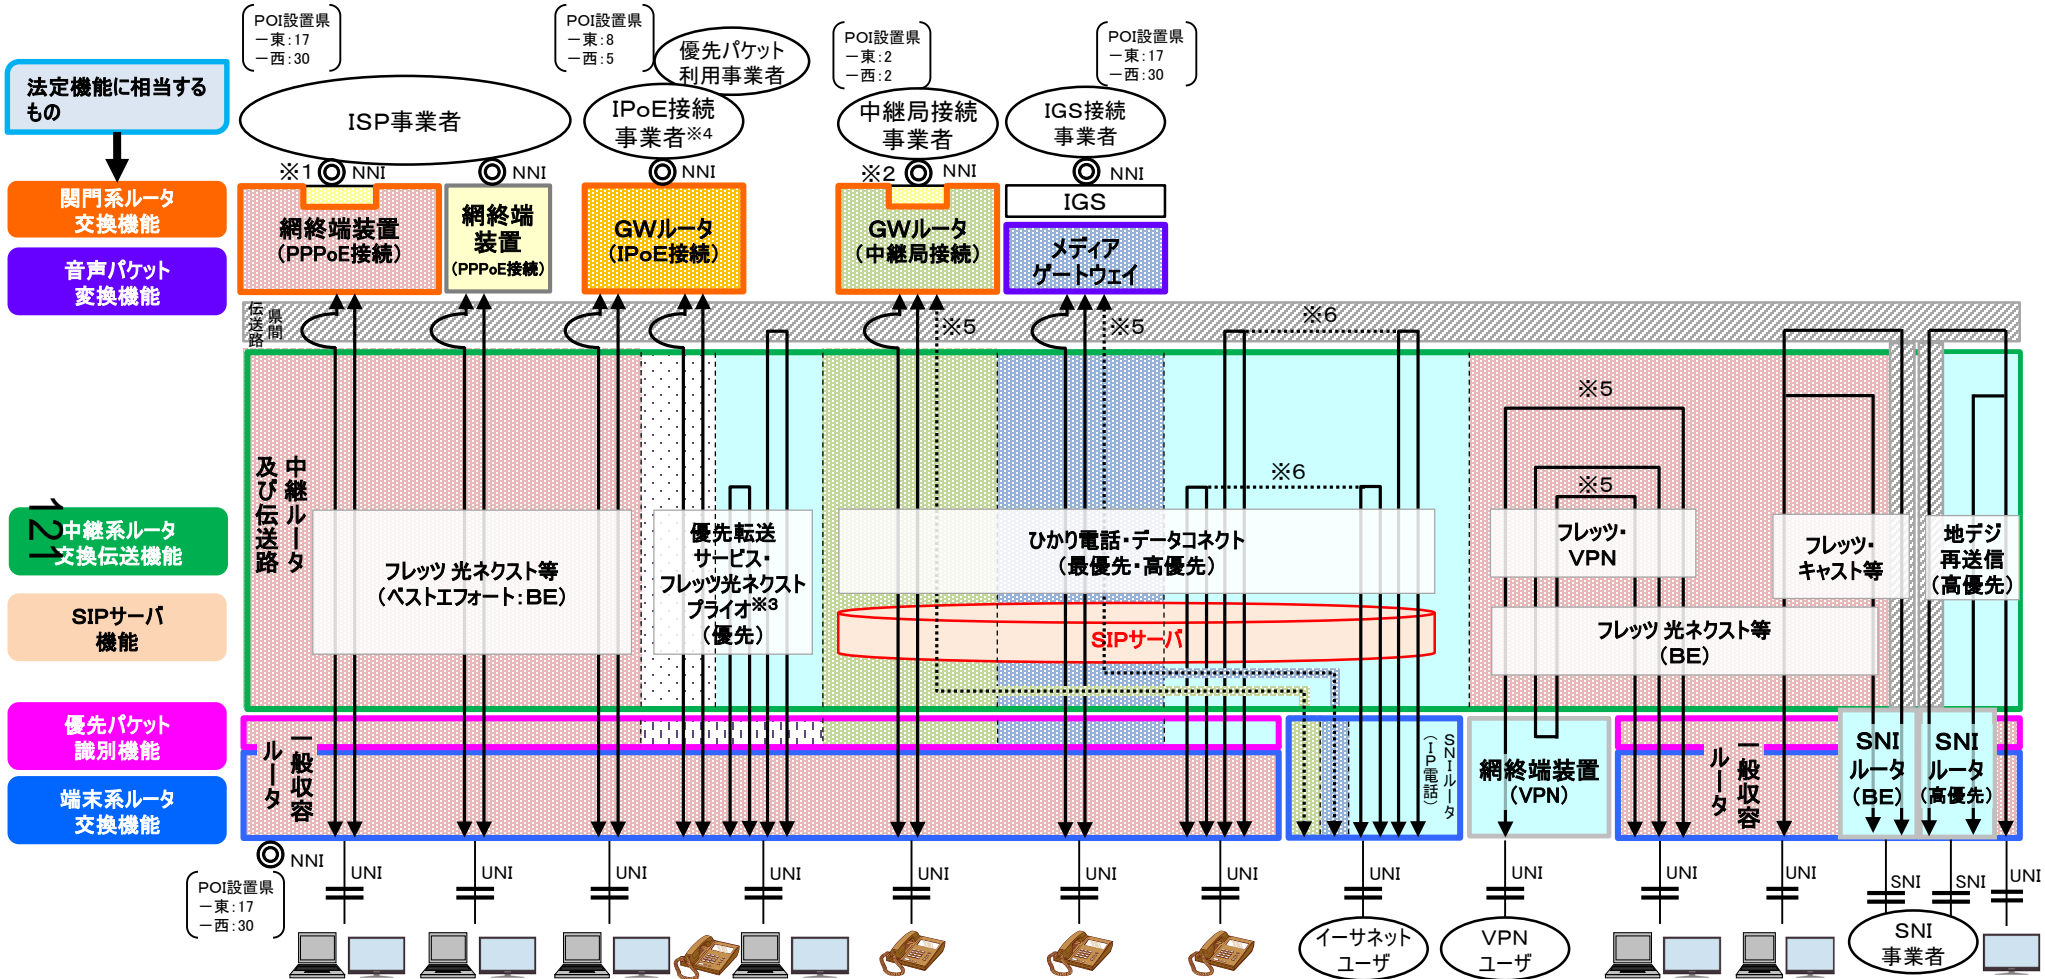 POI設置県
－東：17
－西：30
POI設置県
－東：8
－西：5
優先パケット
利用事業者
POI設置県
－東：2
－西：2
POI設置県
－東：17
－西：30
法定機能に相当する
もの
ISP事業者
IPoE接続
事業者※4
中継局接続
事業者
IGS接続
事業者
※1
NNI
NNI
NNI
※2
NNI
NNI
関門系ルータ
交換機能
網終端装置
（PPPoE接続）
網終端
装置
（PPPoE接続）
GWルータ
（IPoE接続）
GWルータ
（中継局接続）
IGS
メディア
ゲートウェイ
音声パケット
変換機能
県間
伝送路
※5
※5
※6
※5
※6
※5
中継ルータ
及び伝送路
121
中継系ルータ
交換伝送機能
フレッツ 光ネクスト等
（ベストエフォート：BE）
優先転送
サービス・
フレッツ光ネクスト
プライオ※3
（優先）
ひかり電話・データコネクト
（最優先・高優先）
フレッツ・
VPN
フレッツ・
キャスト等
地デジ
再送信
（高優先）
SIPサーバ
機能
SIPサーバ
フレッツ 光ネクスト等
（BE）
優先パケット
識別機能
端末系ルータ
交換機能
一般収容
ルータ
SNIルータ
（IP電話）
網終端装置
（VPN）
一般収容
ルータ
SNI
ルータ
（BE）
SNI
ルータ
（高優先）
NNI
POI設置県
－東：17
－西：30
UNI
UNI
UNI
UNI
UNI
UNI
UNI
UNI
UNI
UNI
UNI
SNI
SNI
UNI
イーサネット
ユーザ
VPN
ユーザ
SNI
事業者